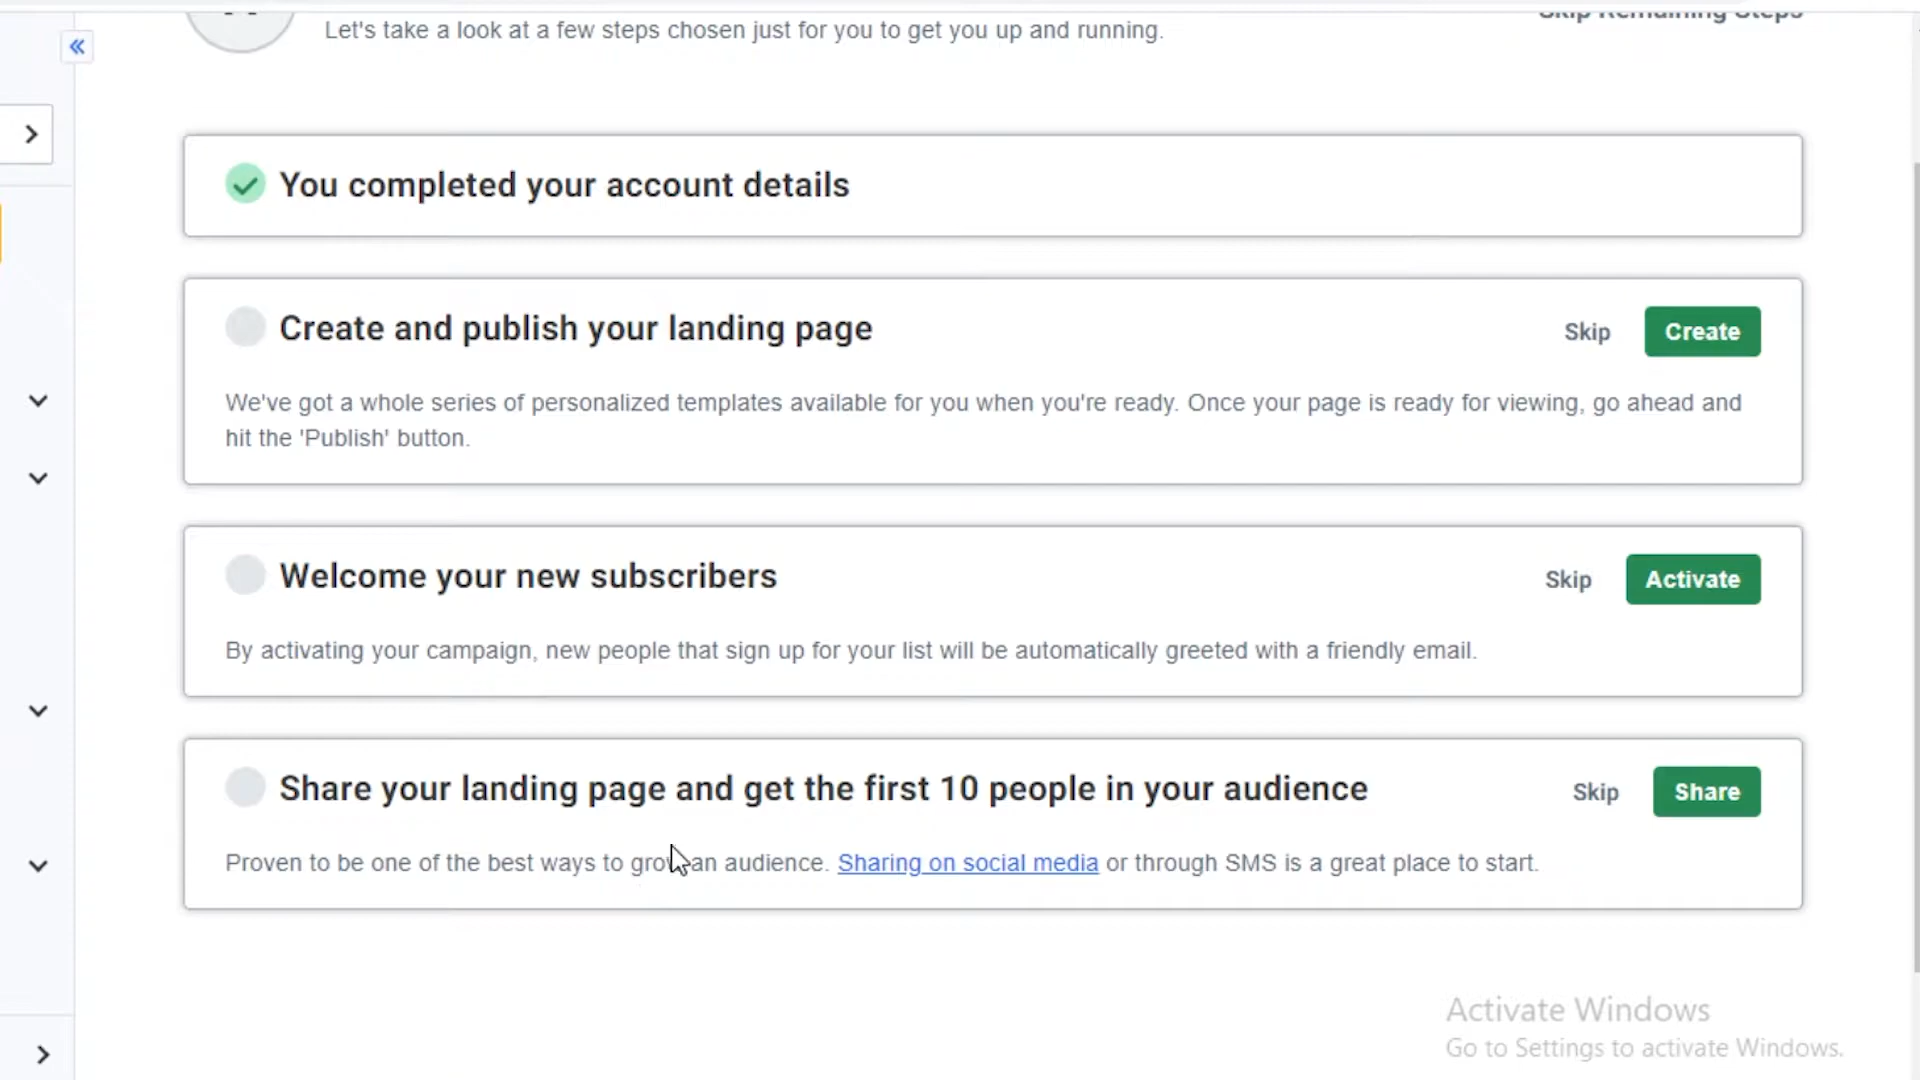 Let's take a look at a few steps chosen just for you to get you up and running.
Skip Remaining Steps
You completed your account details
Create and publish your landing page
Skip
Create
We've got a whole series of personalized templates available for you when you're ready. Once your page is ready for viewing, go ahead and
hit the 'Publish' button.
Welcome your new subscribers
Skip
Activate
By activating your campaign, new people that sign up for your list will be automatically greeted with a friendly email.
Share your landing page and get the first 10 people in your audience
Skip
Share
Proven to be one of the best ways to grow an audience. Sharing on social media or through SMS is a great place to start.
Activate Windows
Go to Settings to activate Windows.